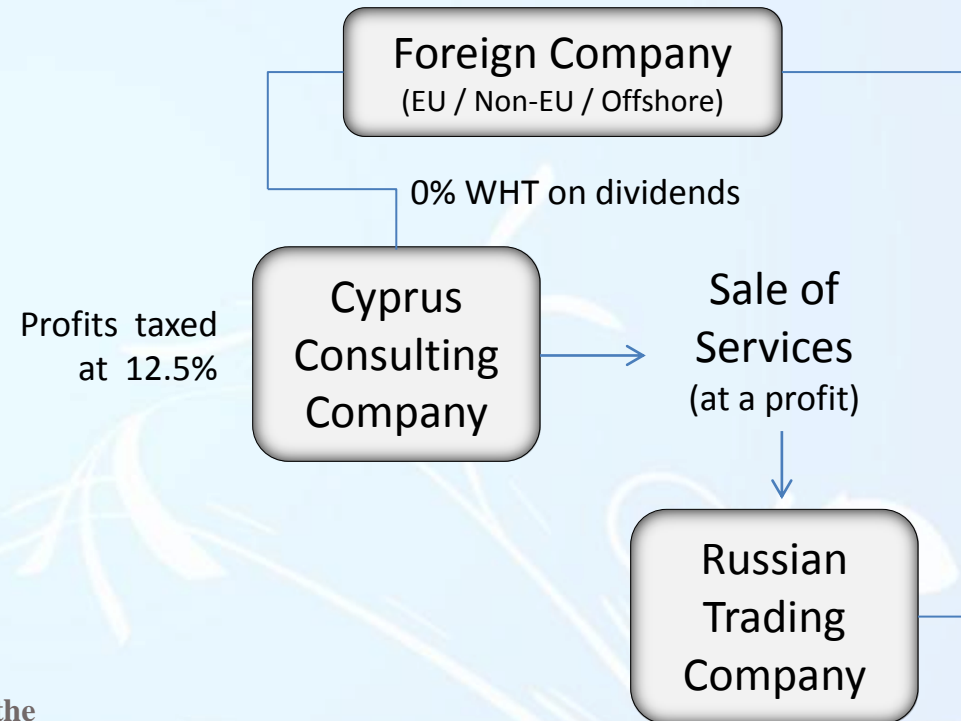 Foreign Company
(EU / Non-EU / Offshore)
0% WHT on dividends
Profits taxed
at 12.5%
Cyprus
Consulting
Company
Sale of
Services
(at a profit)
Russian
Trading
Company
the